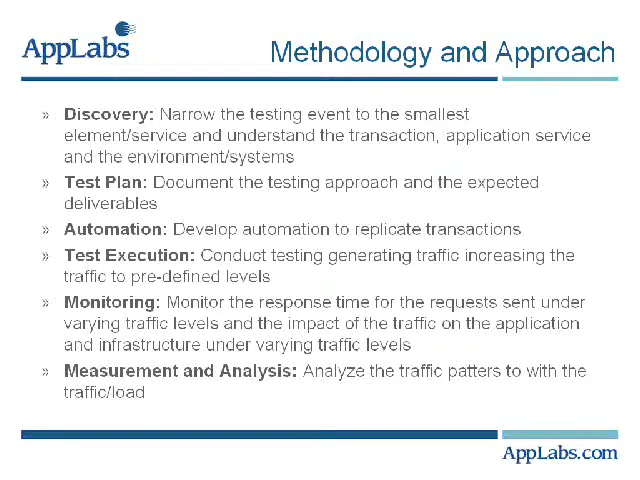 AppLabs
Methodology and Approach
» Discovery: Narrow the testing event to the smallest
element/service and understand the transaction, application service
and the environment/systems
» Test Plan: Document the testing approach and the expected
deliverables
» Automation: Develop automation to replicate transactions
» Test Execution: Conduct testing generating traffic increasing the
traffic to pre-defined levels
» Monitoring: Monitor the response time for the requests sent under
varying traffic levels and the impact of the traffic on the application
and infrastructure under varying traffic levels
» Measurement and Analysis: Analyze the traffic patters to with the
traffic/load
AppLabs.com